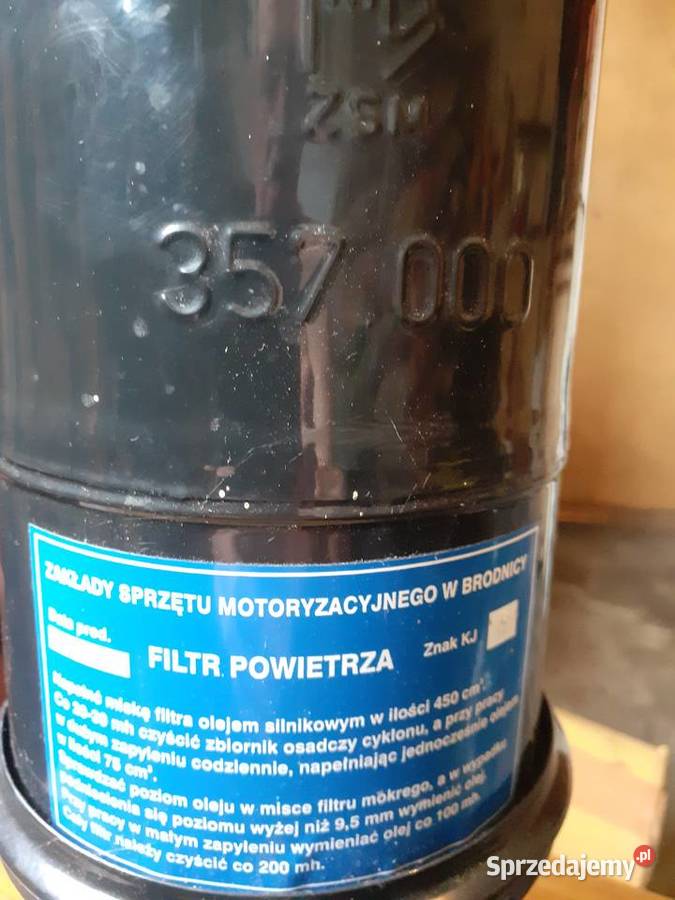 ZSM
357 000
ZAKŁADY SPRZĘTU MOTORYZACYJNEGO W BRODNICY
Data prod.
FILTR POWIETRZA
Znak KJ
Napełnić miskę filtra olejem silnikowym w ilości 450 cm³.
Co 20-30 mh czyścić zbiornik osadczy cyklonu, a przy pracy
w dużym zapyleniu codziennie, napełniając jednocześnie olejem
w ilości 75 cm³.
Sprawdzać poziom oleju w misce filtru mokrego, a w wypadku
podniesienia się poziomu wyżej niż 9,5 mm wymienić olej.
Przy pracy w małym zapyleniu wymieniać olej co 100 mh.
Cały filtr należy czyścić co 200 mh.
Sprzedajemy.pl